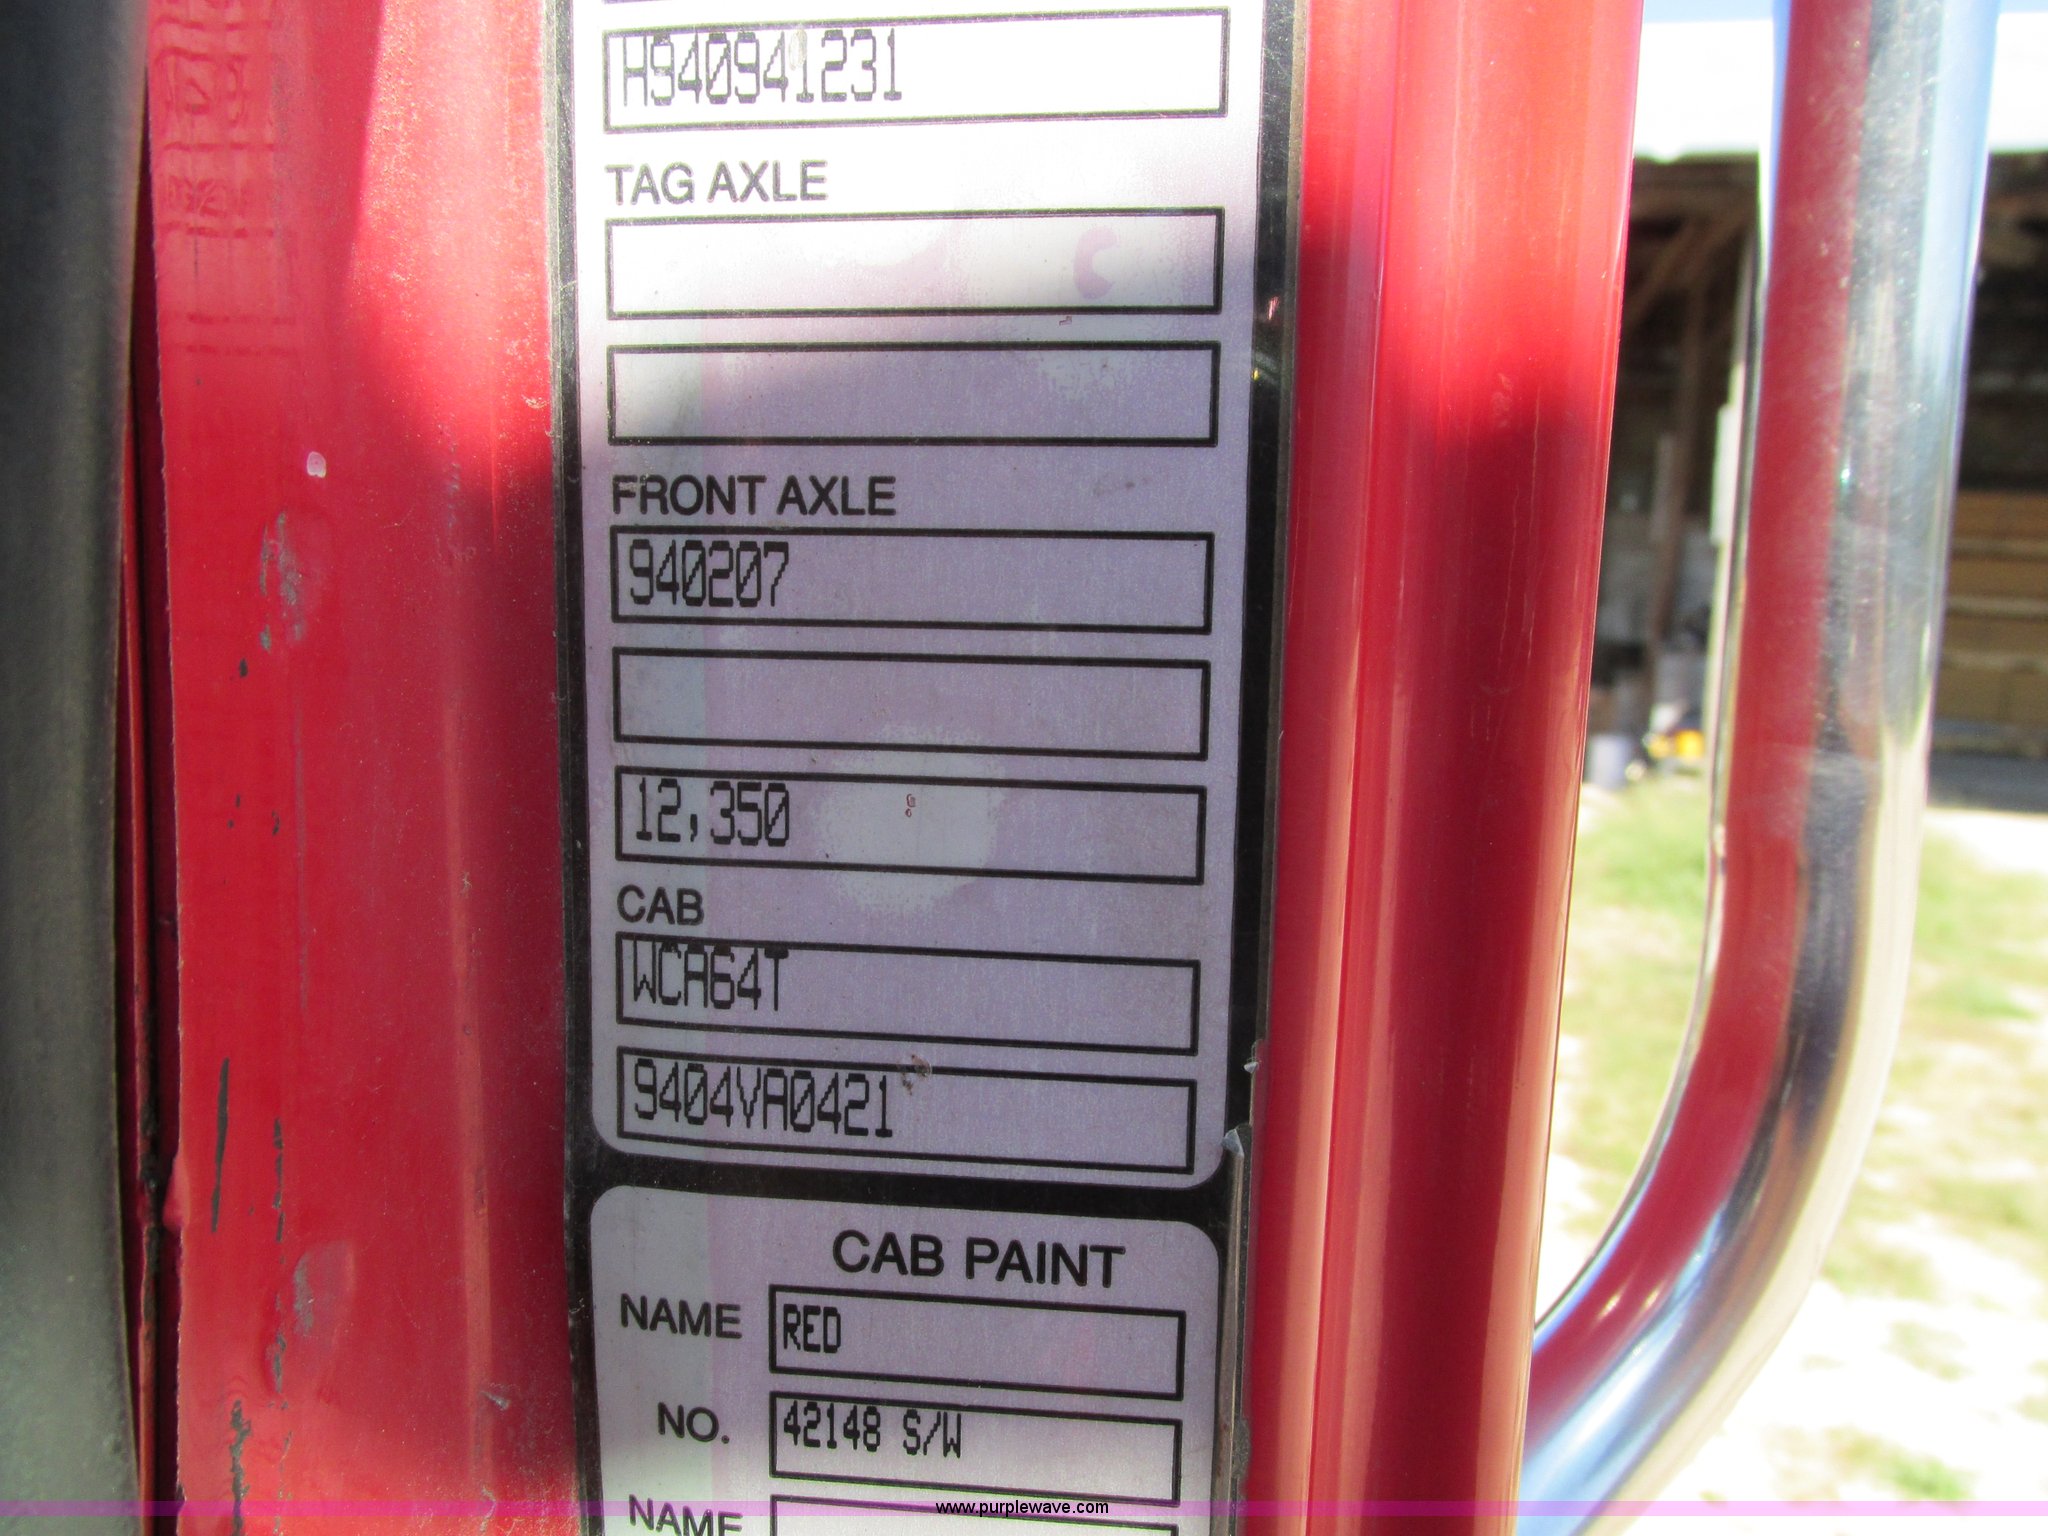 H940941231
TAG AXLE
FRONT AXLE
940207
12,350
CAB
WCA64T
9404VA0421
CAB PAINT
NAME RED
NO. 42148 S/W
NAME
www.purplewave.com